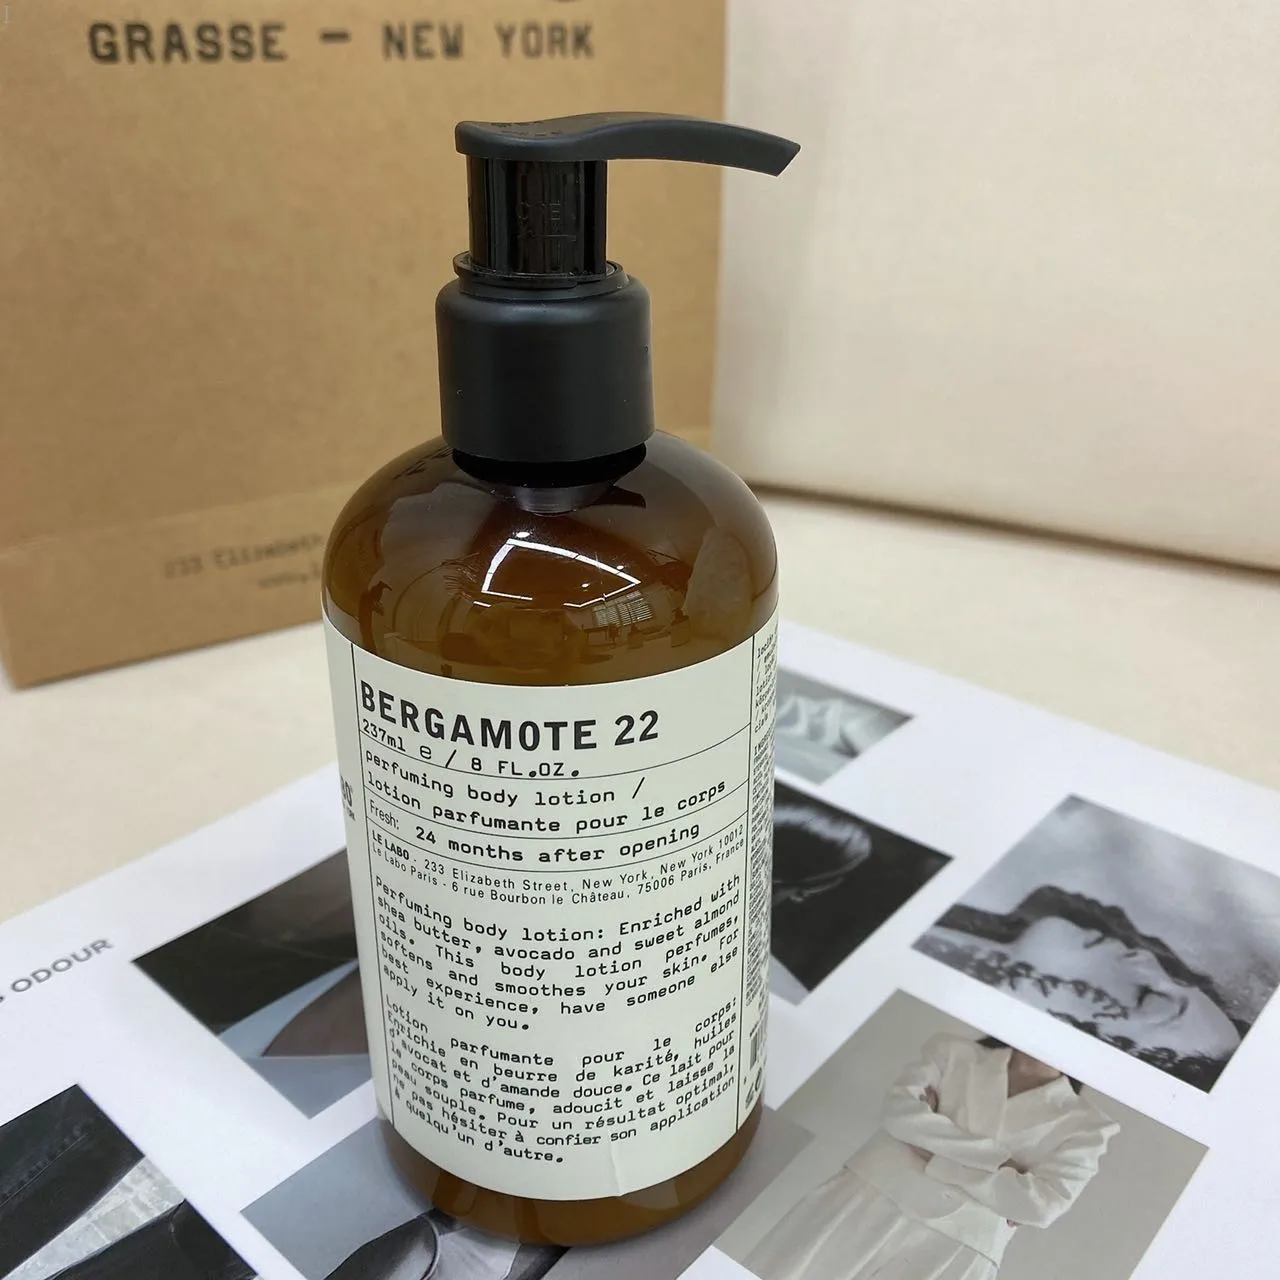 GRASSE - NEW YORK
233 Elizabeth
BERGAMOTE 22
237ml e / 8 FL.OZ.
perfuming body lotion /
lotion parfumante pour le corps
Fresh: 24 months after opening
LE LABO . 233 Elizabeth Street, New York, New York 10012
Le Labo Paris - 6 rue Bourbon le Château, 75006 Paris, France
Perfuming body lotion: Enriched with
shea butter, avocado and sweet almond
oils. This body lotion perfumes,
softens and smoothes your skin. For
best experience, have someone else
apply it on you.
Lotion parfumante pour le corps:
Enrichie en beurre de karité, huiles
d'avocat et d'amande douce. Ce lait pour
le corps parfume, adoucit et laisse la
peau souple. Pour un résultat optimal,
ne pas hésiter à confier son application
à quelqu'un d'autre.
ODOUR